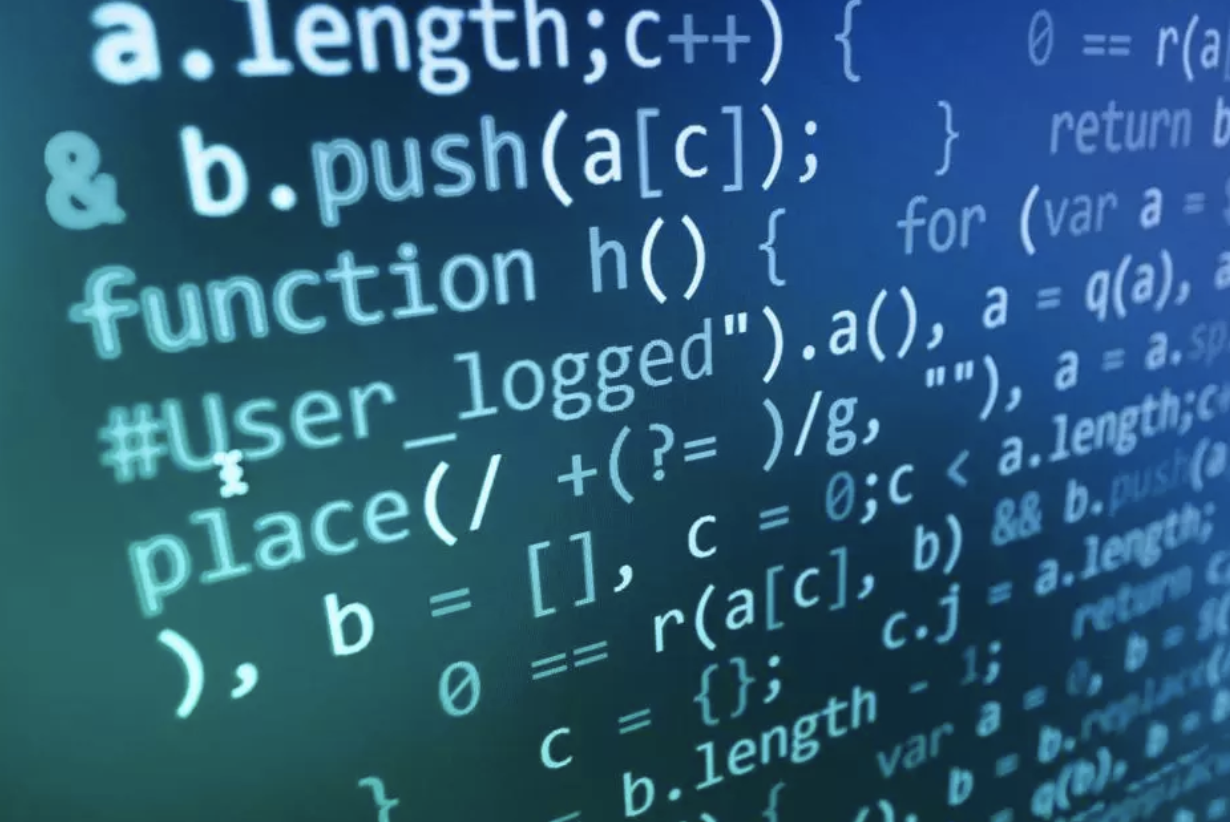 a.length;c++) {     0 == r(a
& b.push(a[c]);    }    return b
function h() {    for (var a =
#User_logged").a(), a = q(a), a
place(/ +(?= )/g, ""), a = a.sp
), b = [], c = 0;c < a.length;c
0 == r(a[c], b) && b.push(a
c = {};    c.j = a.length;
}    = b.length - 1;    return c
{    var a = 0, b = $(
(), b = b.replace(
q(b), b =